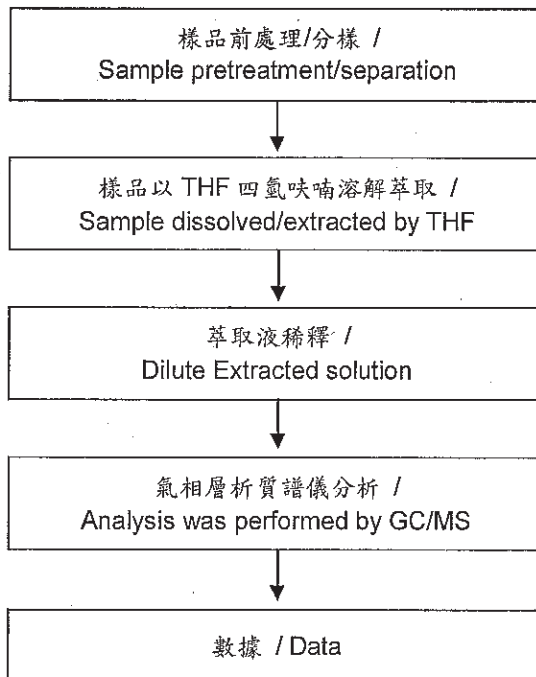 樣品前處理/分樣 /
Sample pretreatment/separation
樣品以 THF 四氫呋喃溶解萃取 /
Sample dissolved/extracted by THF
萃取液稀釋 /
Dilute Extracted solution
氣相層析質譜儀分析 /
Analysis was performed by GC/MS
數據 / Data